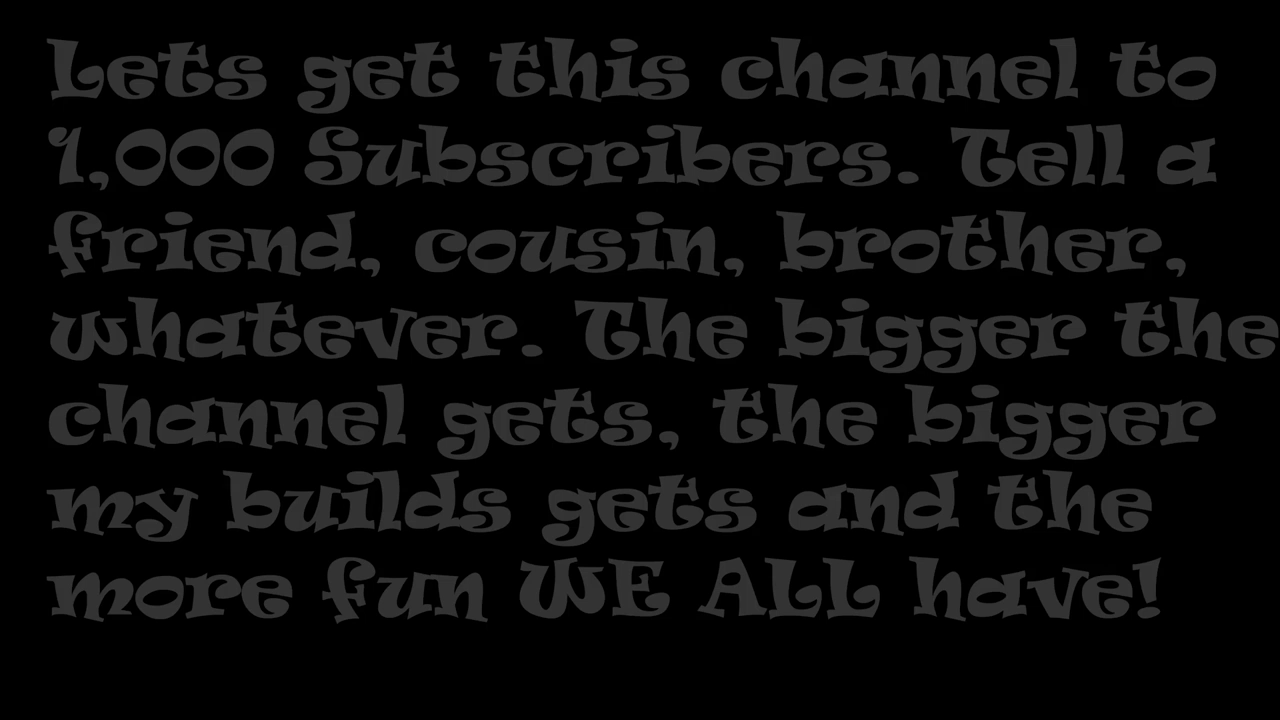 Lets get this channel to
1,000 Subscribers. Tell a
friend, cousin, brother,
whatever. The bigger the
channel gets, the bigger
my builds gets and the
more fun WE ALL have!